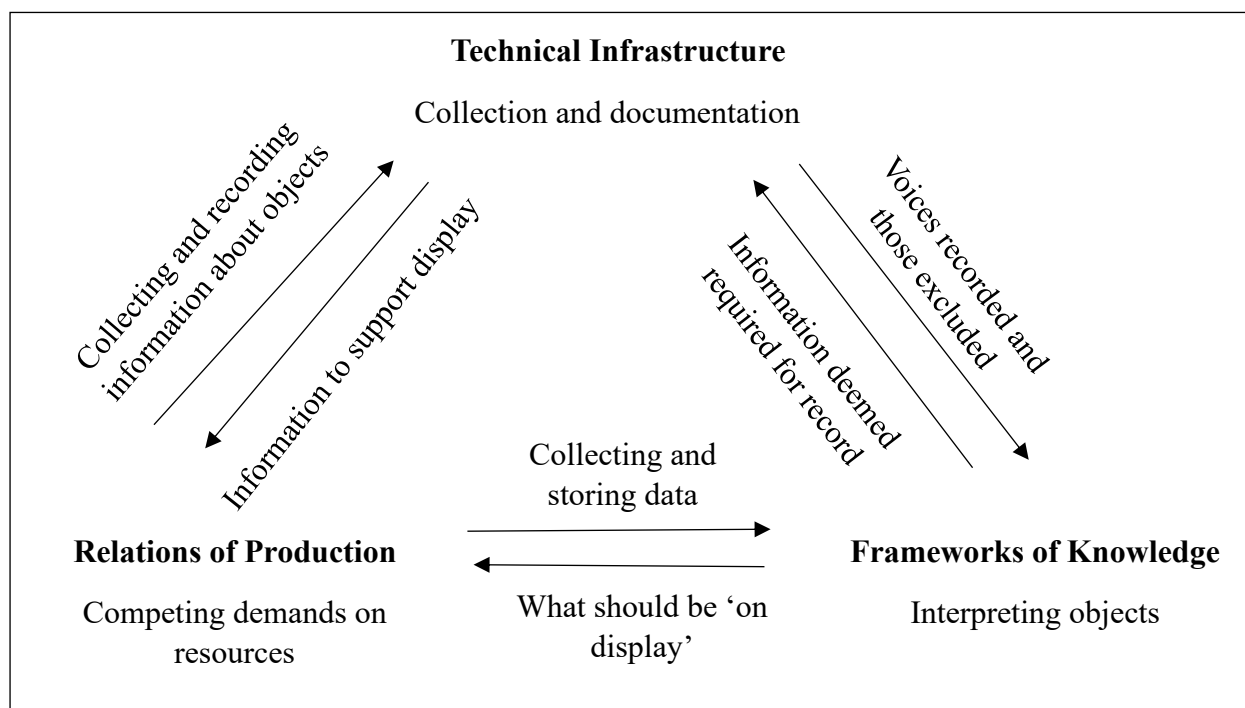 Technical Infrastructure
Collection and documentation
Collecting and recording
information about objects
Information to support display
Voices recorded and
those excluded
Information deemed
required for record
Collecting and
storing data
Relations of Production
Competing demands on
resources
What should be ‘on
display’
Frameworks of Knowledge
Interpreting objects